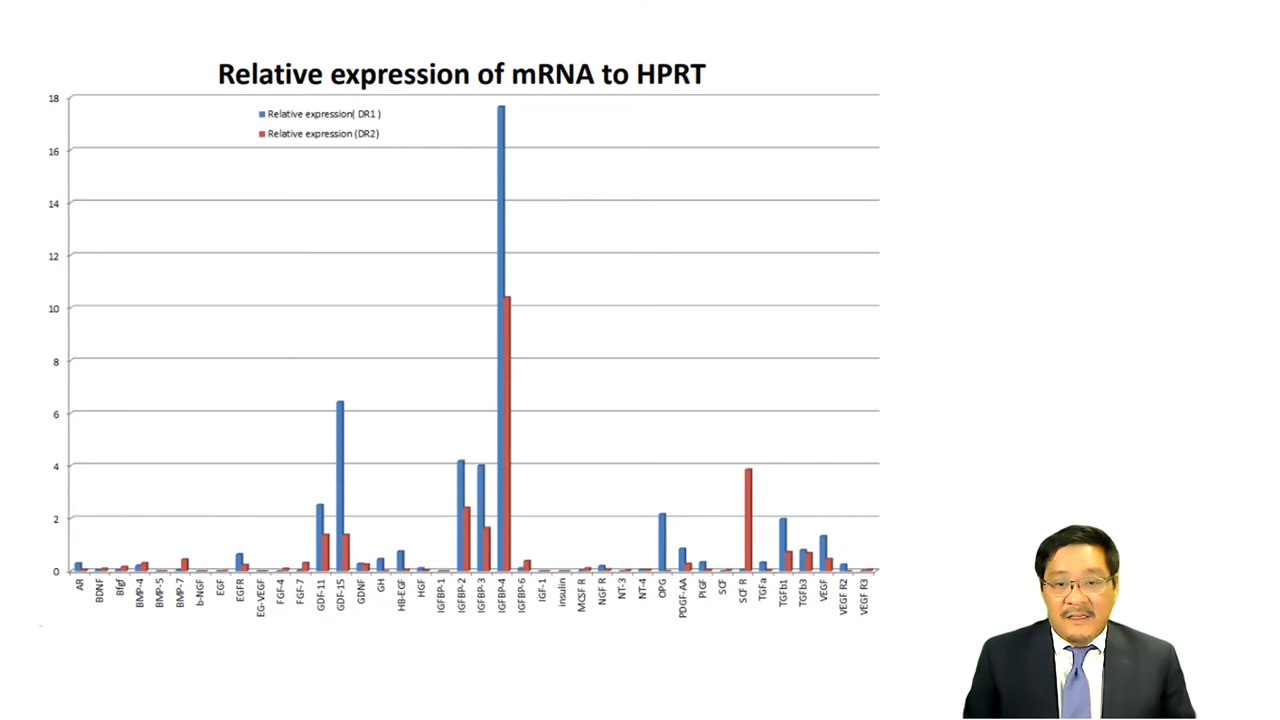 Relative expression of mRNA to HPRT
18
Relative expression( DR1 )
Relative expression (DR2)
16
14
12
10
8
6
4
2
0
AR
BDNF
Bfgf
BMP-4
BMP-5
BMP-7
b-NGF
EGF
EGFR
EG-VEGF
FGF-4
FGF-7
GDF-11
GDF-15
GDNF
GH
HB-EGF
HGF
IGFBP-1
IGFBP-2
IGFBP-3
IGFBP-4
IGFBP-6
IGF-1
insulin
MCSF R
NGF R
NT-3
NT-4
OPG
PDGF-AA
PIGF
SCF
SCF R
TGFa
TGFb1
TGFb3
VEGF
VEGF R2
VEGF R3